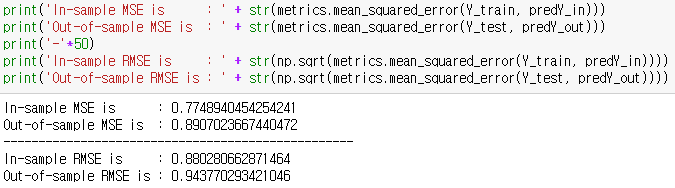 print('In-sample MSE is      : ' + str(metrics.mean_squared_error(Y_train, predY_in)))
print('Out-of-sample MSE is  : ' + str(metrics.mean_squared_error(Y_test, predY_out)))
print('-'*50)
print('In-sample RMSE is     : ' + str(np.sqrt(metrics.mean_squared_error(Y_train, predY_in))))
print('Out-of-sample RMSE is : ' + str(np.sqrt(metrics.mean_squared_error(Y_test, predY_out))))
In-sample MSE is      : 0.7748940454254241
Out-of-sample MSE is  : 0.8907023667440472
--------------------------------------------------
In-sample RMSE is     : 0.880280662871464
Out-of-sample RMSE is : 0.943770293421046